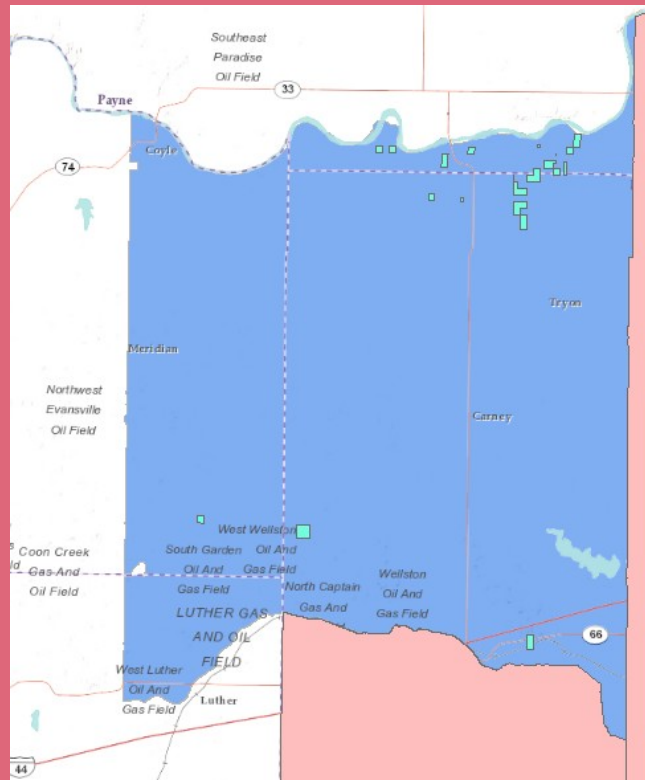 Southeast
Paradise
Oil Field
33
Payne
Coyle
74
Tryon
Meridian
Northwest
Evansville
Oil Field
Carney
West Wellston
Oil And
Gas Field
South Garden
Oil And
Gas Field
Coon Creek
Gas And
Oil Field
North Captain
Gas And
Wellston
Oil And
Gas Field
LUTHER GAS
AND OIL
FIELD
66
West Luther
Oil And
Gas Field
Luther
44